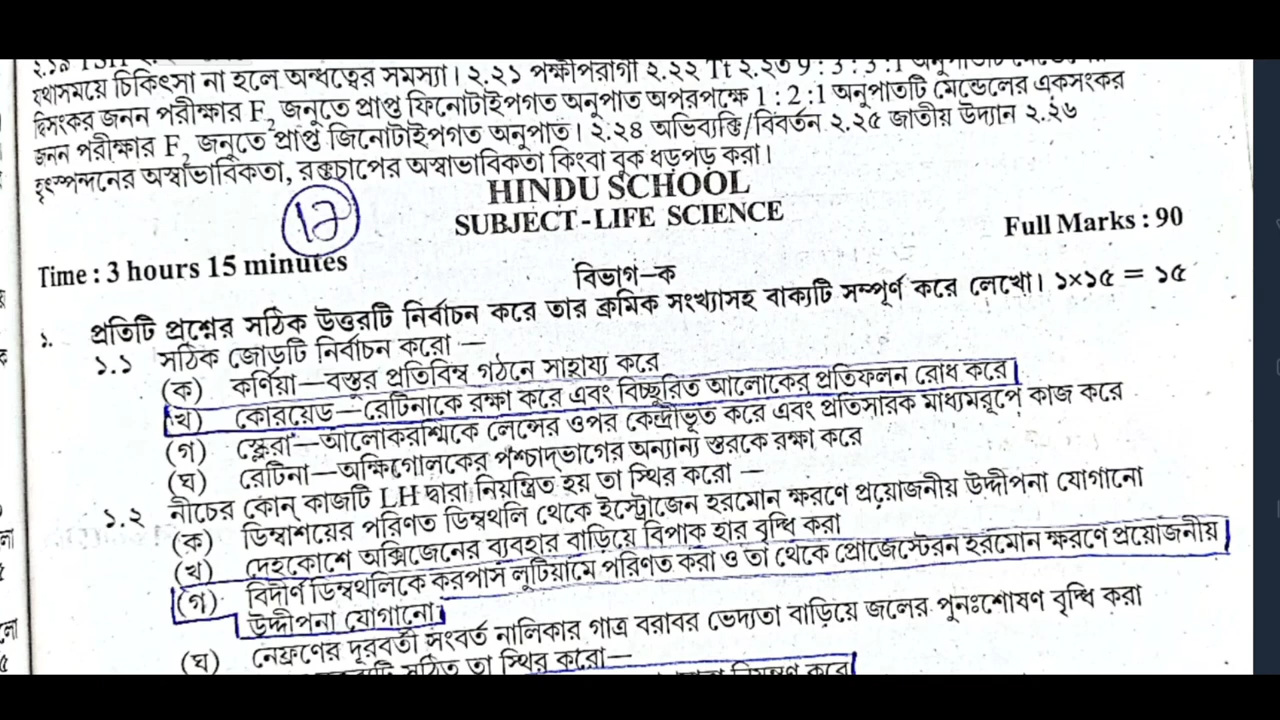 যথাসময়ে চিকিৎসা না হলে অন্ধত্বের সমস্যা। ২.২১ পক্ষীপরাগী ২.২২ Tt ২.২৩ 9 : 3 : 3 : 1
দ্বিসংকর জনন পরীক্ষার F2 জনুতে প্রাপ্ত ফিনোটাইপগত অনুপাত অপরপক্ষে 1 : 2 : 1 অনুপাতটি মেন্ডেলের একসংকর
জনন পরীক্ষার F2 জনুতে প্রাপ্ত জিনোটাইপগত অনুপাত। ২.২৪ অভিব্যক্তি/বিবর্তন ২.২৫ জাতীয় উদ্যান ২.২৬
হৃৎস্পন্দনের অস্বাভাবিকতা, রক্তচাপের অস্বাভাবিকতা কিংবা বুক ধড়পড় করা।
HINDU SCHOOL
12
SUBJECT-LIFE SCIENCE
Full Marks : 90
Time : 3 hours 15 minutes
বিভাগ–ক
১. প্রতিটি প্রশ্নের সঠিক উত্তরটি নির্বাচন করে তার ক্রমিক সংখ্যাসহ বাক্যটি সম্পূর্ণ করে লেখো। ১×১৫ = ১৫
১.১ সঠিক জোড়টি নির্বাচন করো —
(ক) কর্ণিয়া—বস্তুর প্রতিবিম্ব গঠনে সাহায্য করে
(খ) কোরয়েড—রেটিনাকে রক্ষা করে এবং বিচ্ছুরিত আলোকের প্রতিফলন রোধ করে
(গ) স্ক্লেরা—আলোকরশ্মিকে লেন্সের ওপর কেন্দ্রীভূত করে এবং প্রতিসারক মাধ্যমরূপে কাজ করে
(ঘ) রেটিনা—অক্ষিগোলকের পশ্চাদ্‌ভাগের অন্যান্য স্তরকে রক্ষা করে
১.২ নীচের কোন্ কাজটি LH দ্বারা নিয়ন্ত্রিত হয় তা স্থির করো —
(ক) ডিম্বাশয়ের পরিণত ডিম্বথলি থেকে ইস্ট্রোজেন হরমোন ক্ষরণে প্রয়োজনীয় উদ্দীপনা যোগানো
(খ) দেহকোশে অক্সিজেনের ব্যবহার বাড়িয়ে বিপাক হার বৃদ্ধি করা
(গ) বিদীর্ণ ডিম্বথলিকে করপাস লুটিয়ামে পরিণত করা ও তা থেকে প্রোজেস্টেরন হরমোন ক্ষরণে প্রয়োজনীয়
উদ্দীপনা যোগানো
(ঘ) নেফ্রণের দূরবর্তী সংবর্ত নালিকার গাত্র বরাবর ভেদ্যতা বাড়িয়ে জলের পুনঃশোষণ বৃদ্ধি করা
সঠিত তা স্থির করো—